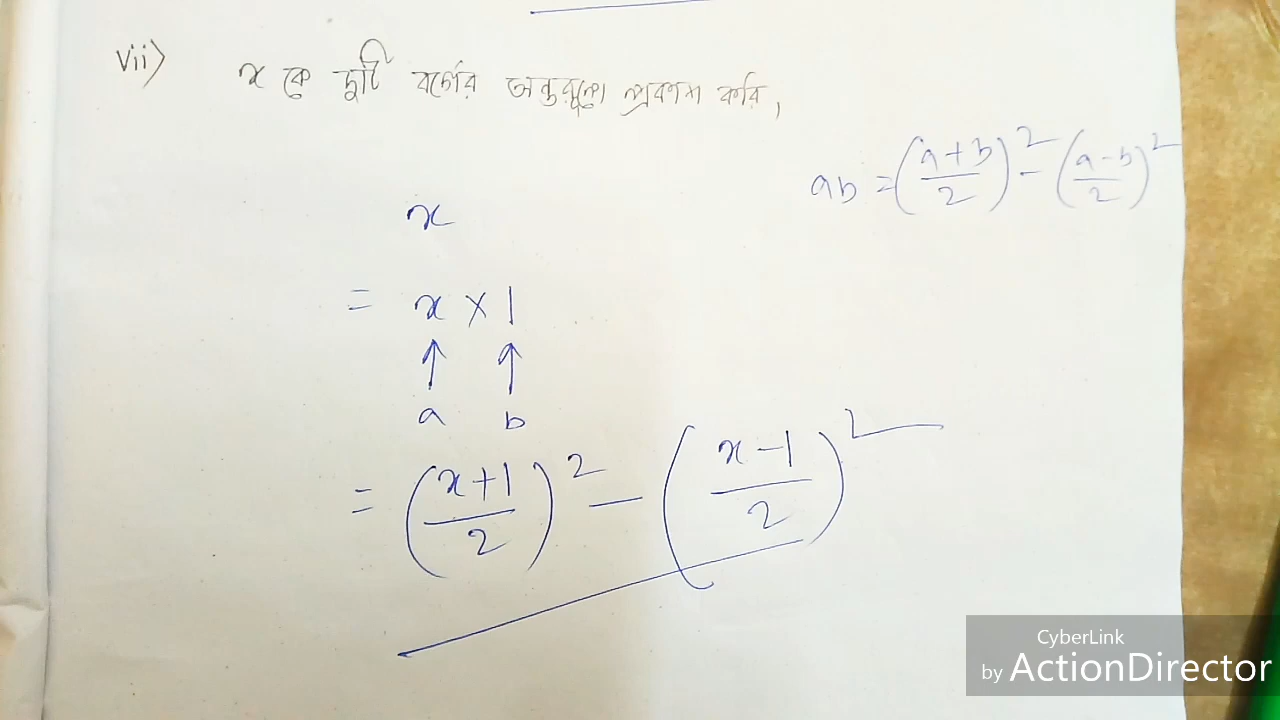 vii) x কে দুটি বর্গের অন্তররূপে প্রকাশ করি,
ab = (a+b/2)² - (a-b/2)²
x
= x × 1
↑ ↑
a b
= (x+1/2)² - (x-1/2)²
CyberLink
by ActionDirector